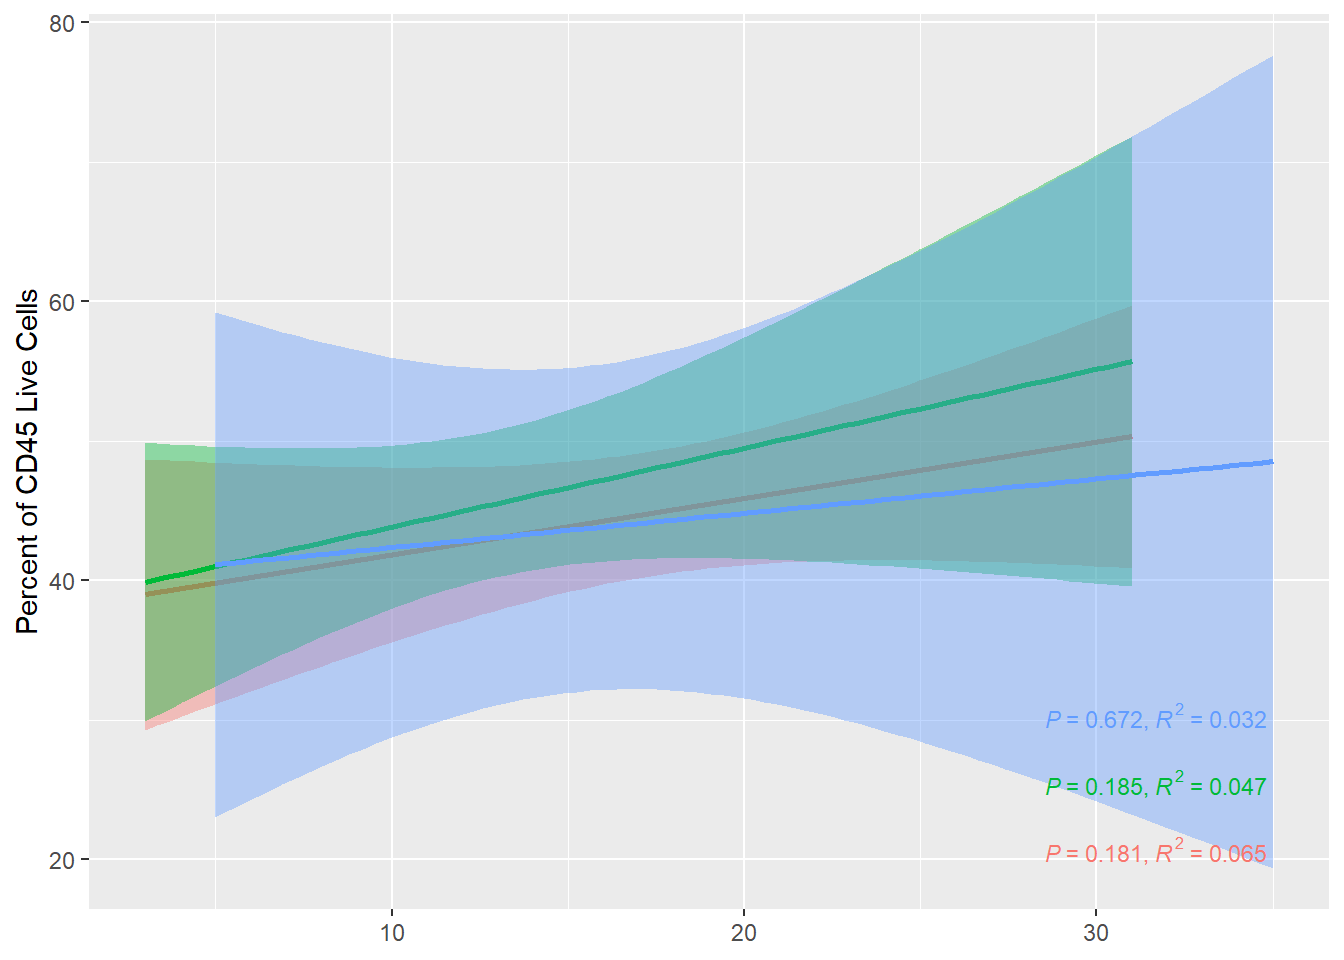 80
60
40
20
Percent of CD45 Live Cells
P = 0.672, R² = 0.032
P = 0.185, R² = 0.047
P = 0.181, R² = 0.065
10 20 30